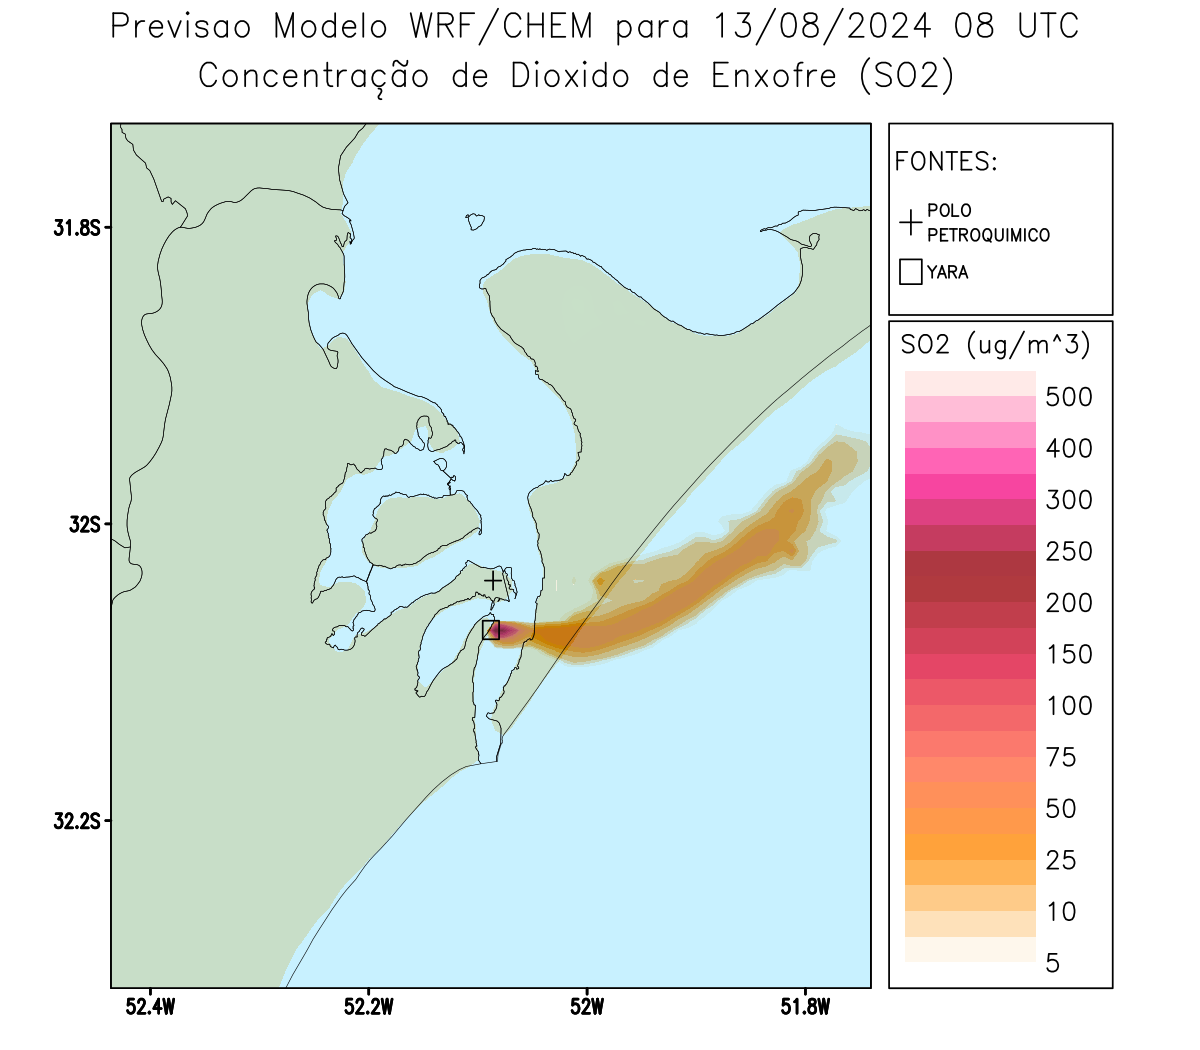 Previsao Modelo WRF/CHEM para 13/08/2024 08 UTC
Concentração de Dioxido de Enxofre (SO2)
FONTES:
POLO
PETROQUIMICO
YARA
SO2 (ug/m^3)
500
400
300
250
200
150
100
75
50
25
10
5
31.8S
32S
32.2S
52.4W
52.2W
52W
51.8W